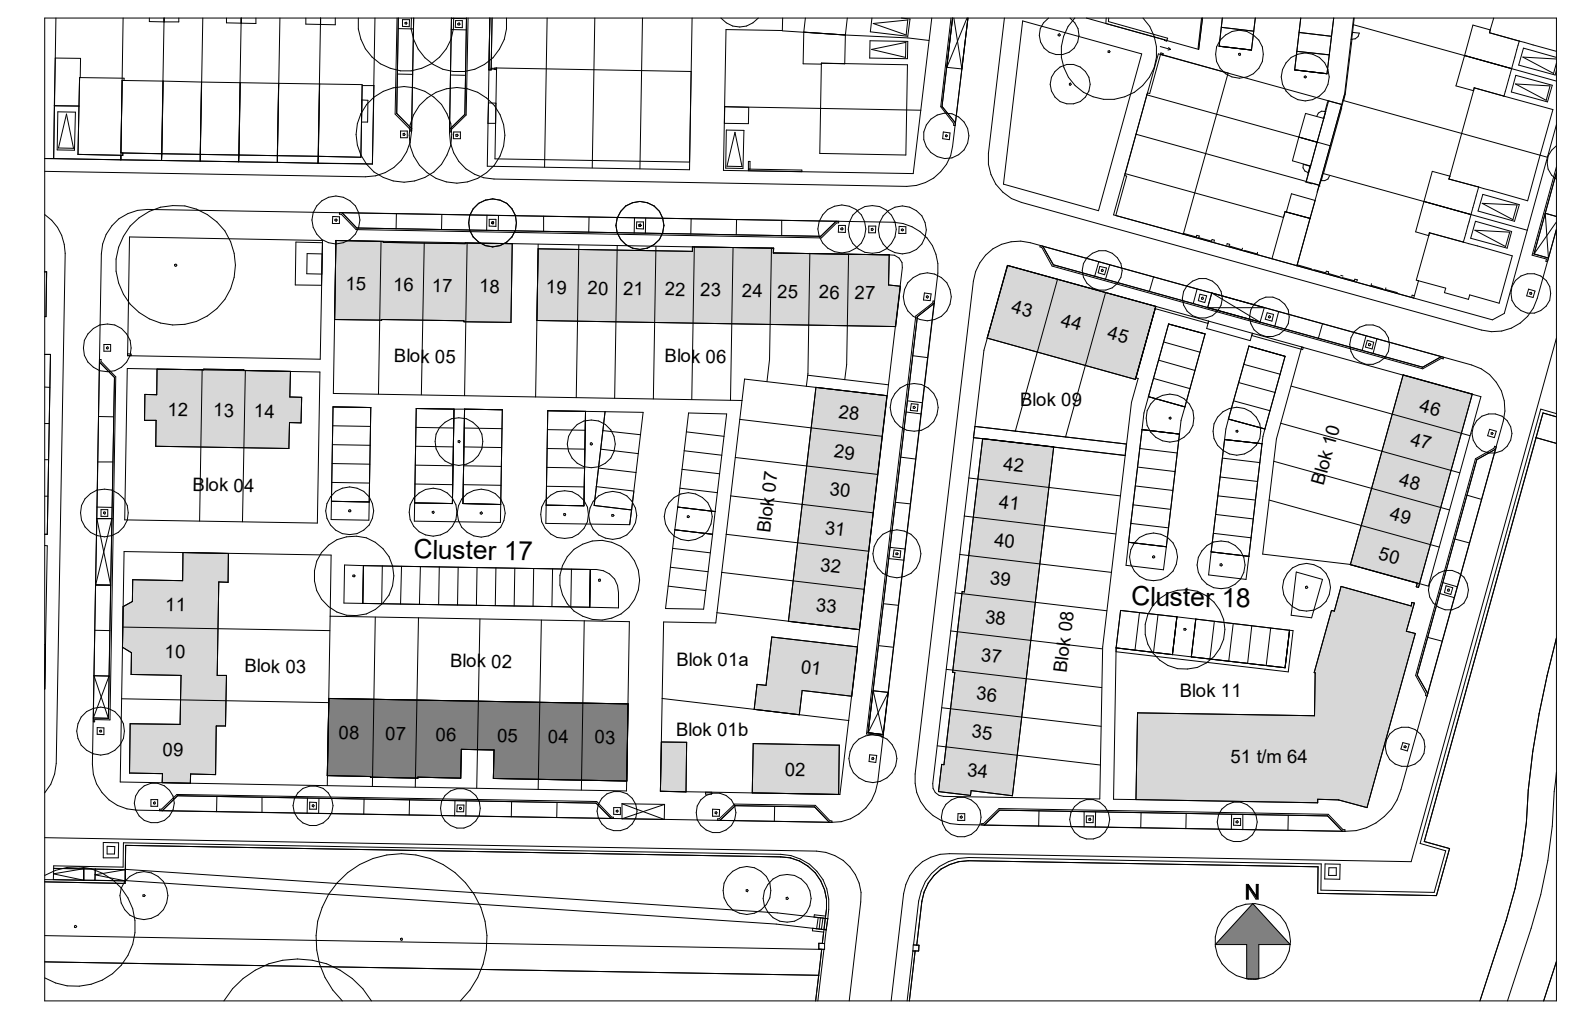 15 16 17 18 19 20 21 22 23 24 25 26 27
Blok 05
Blok 06
12 13 14
Blok 04
28
29
30
31
32
33
Blok 07
Cluster 17
11
10
09
Blok 03
Blok 02
08 07 06 05 04 03
Blok 01a
01
Blok 01b
02
43 44 45
Blok 09
42
41
40
39
38
37
36
35
34
Blok 08
Blok 10
46
47
48
49
50
Cluster 18
Blok 11
51 t/m 64
N